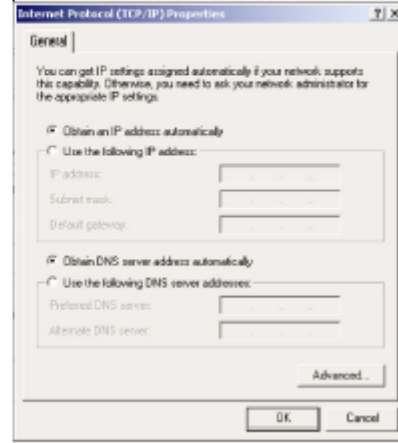 Internet Protocol (TCP/IP) Properties
General
You can get IP settings assigned automatically if your network supports
this capability. Otherwise, you need to ask your network administrator for
the appropriate IP settings.
Obtain an IP address automatically
Use the following IP address:
IP address:
Subnet mask:
Default gateway:
Obtain DNS server address automatically
Use the following DNS server addresses:
Preferred DNS server:
Alternate DNS server:
Advanced...
OK
Cancel